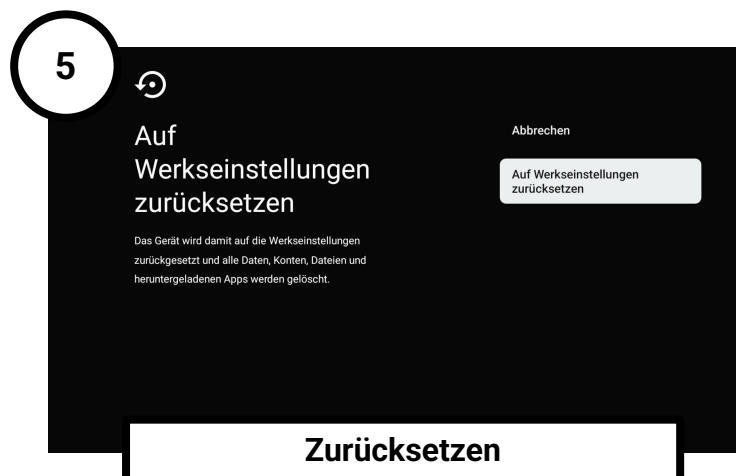 5
Auf
Werkseinstellungen
zurücksetzen
Das Gerät wird damit auf die Werkseinstellungen
zurückgesetzt und alle Daten, Konten, Dateien und
heruntergeladenen Apps werden gelöscht.
Abbrechen
Auf Werkseinstellungen
zurücksetzen
Zurücksetzen